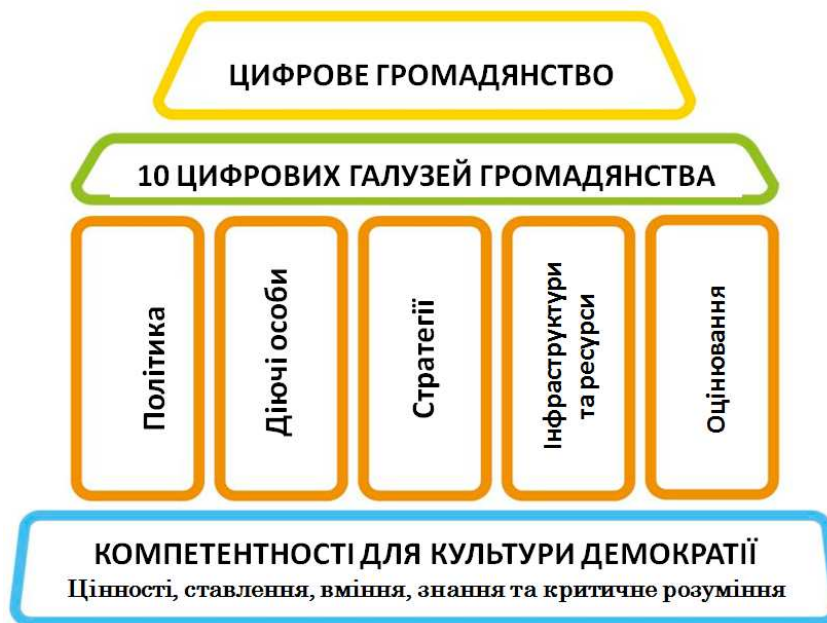 ЦИФРОВЕ ГРОМАДЯНСТВО
10 ЦИФРОВИХ ГАЛУЗЕЙ ГРОМАДЯНСТВА
Політика
Діючі особи
Стратегії
Інфраструктури
та ресурси
Оцінювання
КОМПЕТЕНТНОСТІ ДЛЯ КУЛЬТУРИ ДЕМОКРАТІЇ
Цінності, ставлення, вміння, знання та критичне розуміння